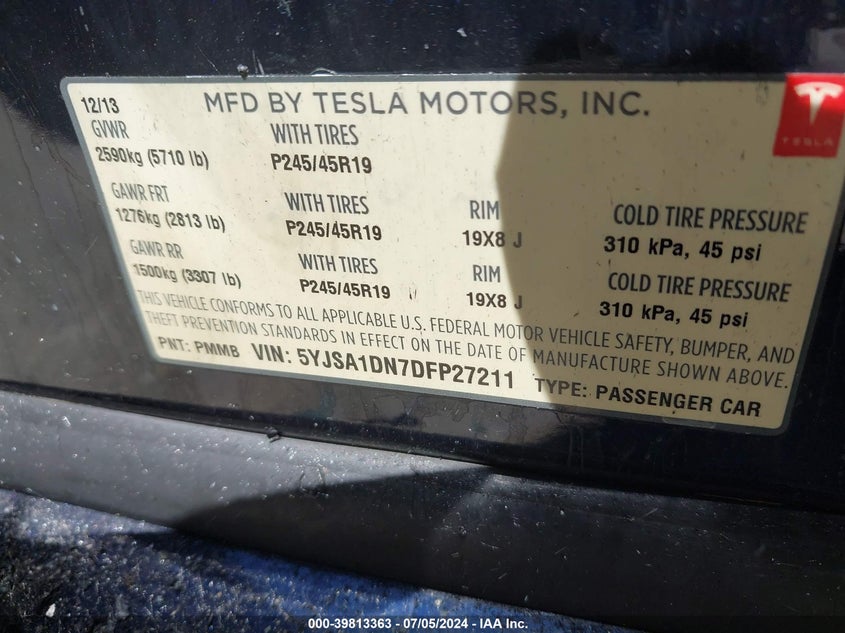 12/13 MFD BY TESLA MOTORS, INC.
TESLA
GVWR WITH TIRES
2590kg (5710 lb) P245/45R19
GAWR FRT WITH TIRES RIM COLD TIRE PRESSURE
1276kg (2813 lb) P245/45R19 19X8 J 310 kPa, 45 psi
GAWR RR WITH TIRES RIM COLD TIRE PRESSURE
1500kg (3307 lb) P245/45R19 19X8 J 310 kPa, 45 psi
THIS VEHICLE CONFORMS TO ALL APPLICABLE U.S. FEDERAL MOTOR VEHICLE SAFETY, BUMPER, AND
THEFT PREVENTION STANDARDS IN EFFECT ON THE DATE OF MANUFACTURE SHOWN ABOVE.
PNT: PMMB VIN: 5YJSA1DN7DFP27211 TYPE: PASSENGER CAR
000-39813363 - 07/05/2024 - IAA Inc.